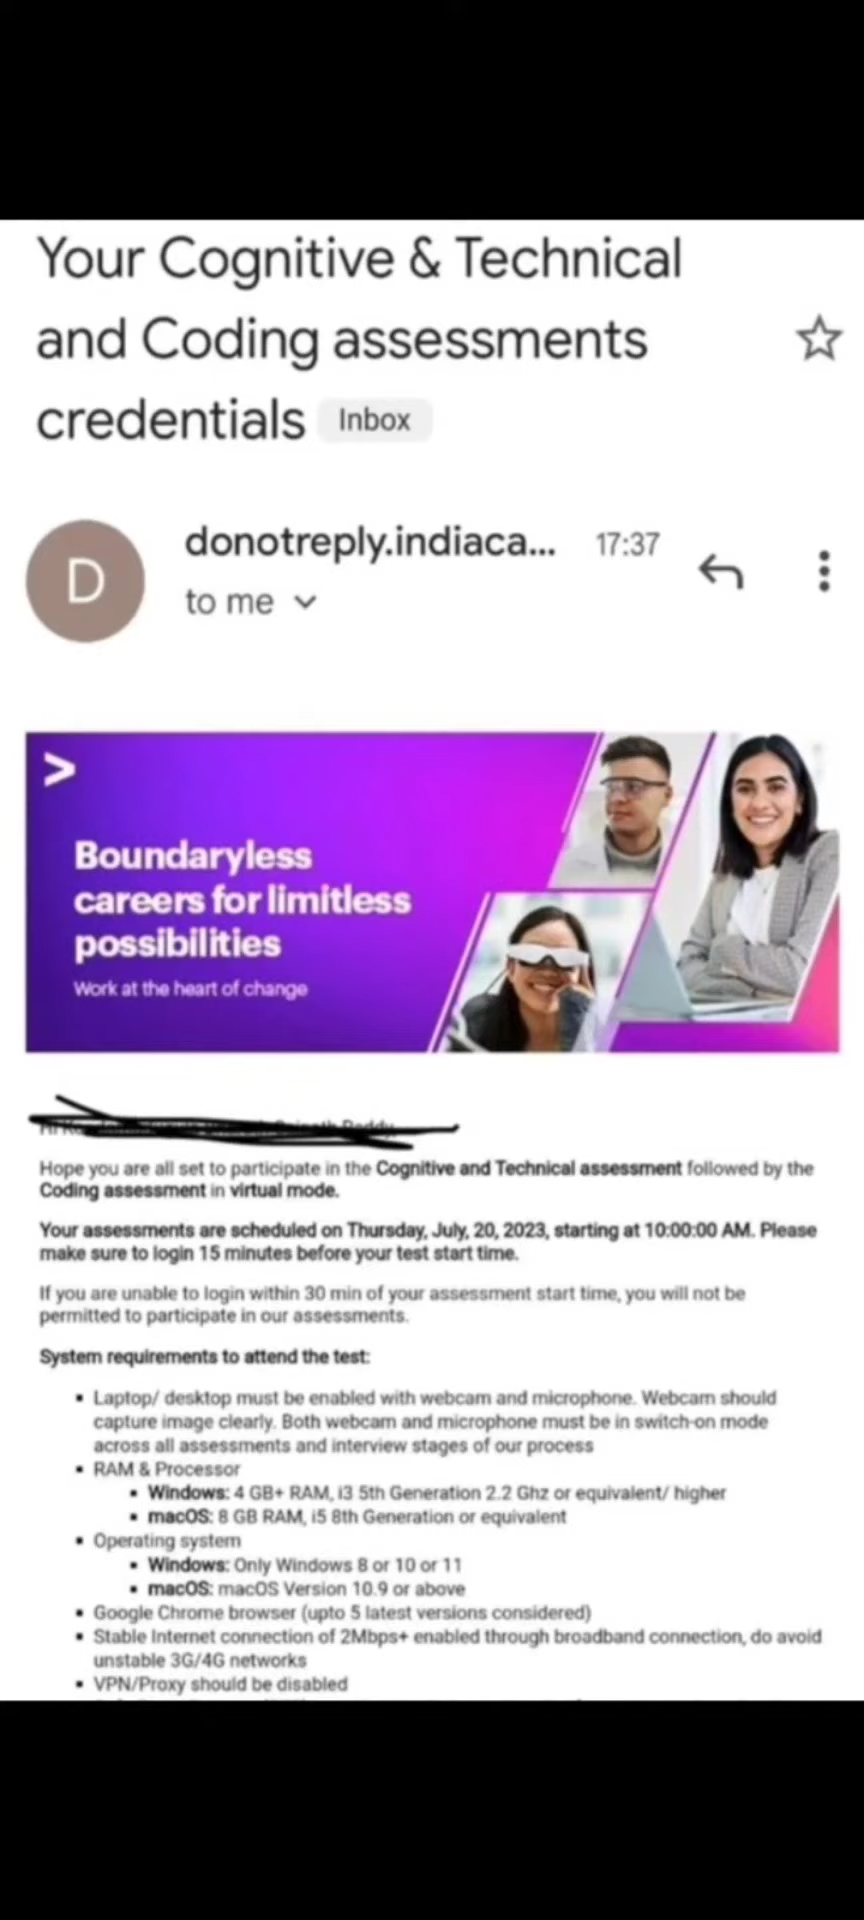 Your Cognitive & Technical
and Coding assessments
credentials Inbox
D
donotreply.indiaca... 17:37
to me
>
Boundaryless
careers for limitless
possibilities
Work at the heart of change
Reddy,
Hope you are all set to participate in the Cognitive and Technical assessment followed by the
Coding assessment in virtual mode.
Your assessments are scheduled on Thursday, July, 20, 2023, starting at 10:00:00 AM. Please
make sure to login 15 minutes before your test start time.
If you are unable to login within 30 min of your assessment start time, you will not be
permitted to participate in our assessments.
System requirements to attend the test:
▪ Laptop/ desktop must be enabled with webcam and microphone. Webcam should
capture image clearly. Both webcam and microphone must be in switch-on mode
across all assessments and interview stages of our process
▪ RAM & Processor
▪ Windows: 4 GB+ RAM, i3 5th Generation 2.2 Ghz or equivalent/ higher
▪ macOS: 8 GB RAM, i5 8th Generation or equivalent
▪ Operating system
▪ Windows: Only Windows 8 or 10 or 11
▪ macOS: macOS Version 10.9 or above
▪ Google Chrome browser (upto 5 latest versions considered)
▪ Stable Internet connection of 2Mbps+ enabled through broadband connection, do avoid
unstable 3G/4G networks
▪ VPN/Proxy should be disabled